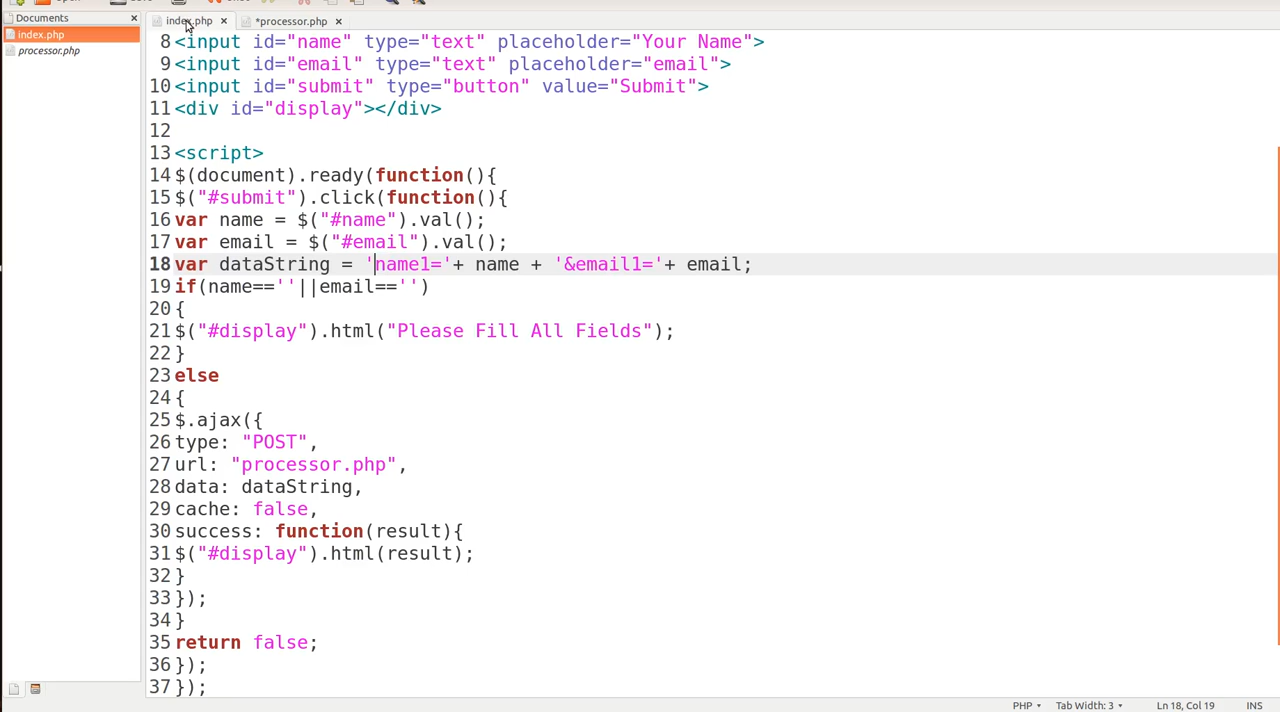 Documents
index.php
*processor.php
index.php
processor.php
8 <input id="name" type="text" placeholder="Your Name">
9 <input id="email" type="text" placeholder="email">
10 <input id="submit" type="button" value="Submit">
11 <div id="display"></div>
12
13 <script>
14 $(document).ready(function(){
15 $("#submit").click(function(){
16 var name = $("#name").val();
17 var email = $("#email").val();
18 var dataString = 'name1='+ name + '&email1='+ email;
19 if(name==''||email=='')
20 {
21 $("#display").html("Please Fill All Fields");
22 }
23 else
24 {
25 $.ajax({
26 type: "POST",
27 url: "processor.php",
28 data: dataString,
29 cache: false,
30 success: function(result){
31 $("#display").html(result);
32 }
33 });
34 }
35 return false;
36 });
37 });
PHP Tab Width: 3 Ln 18, Col 19 INS